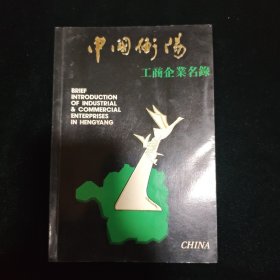 中國衡陽
工商企業名錄
BRIEF
INTRODUCTION
OF INDUSTRIAL
& COMMERCIAL
ENTERPRISES
IN HENGYANG
CHINA